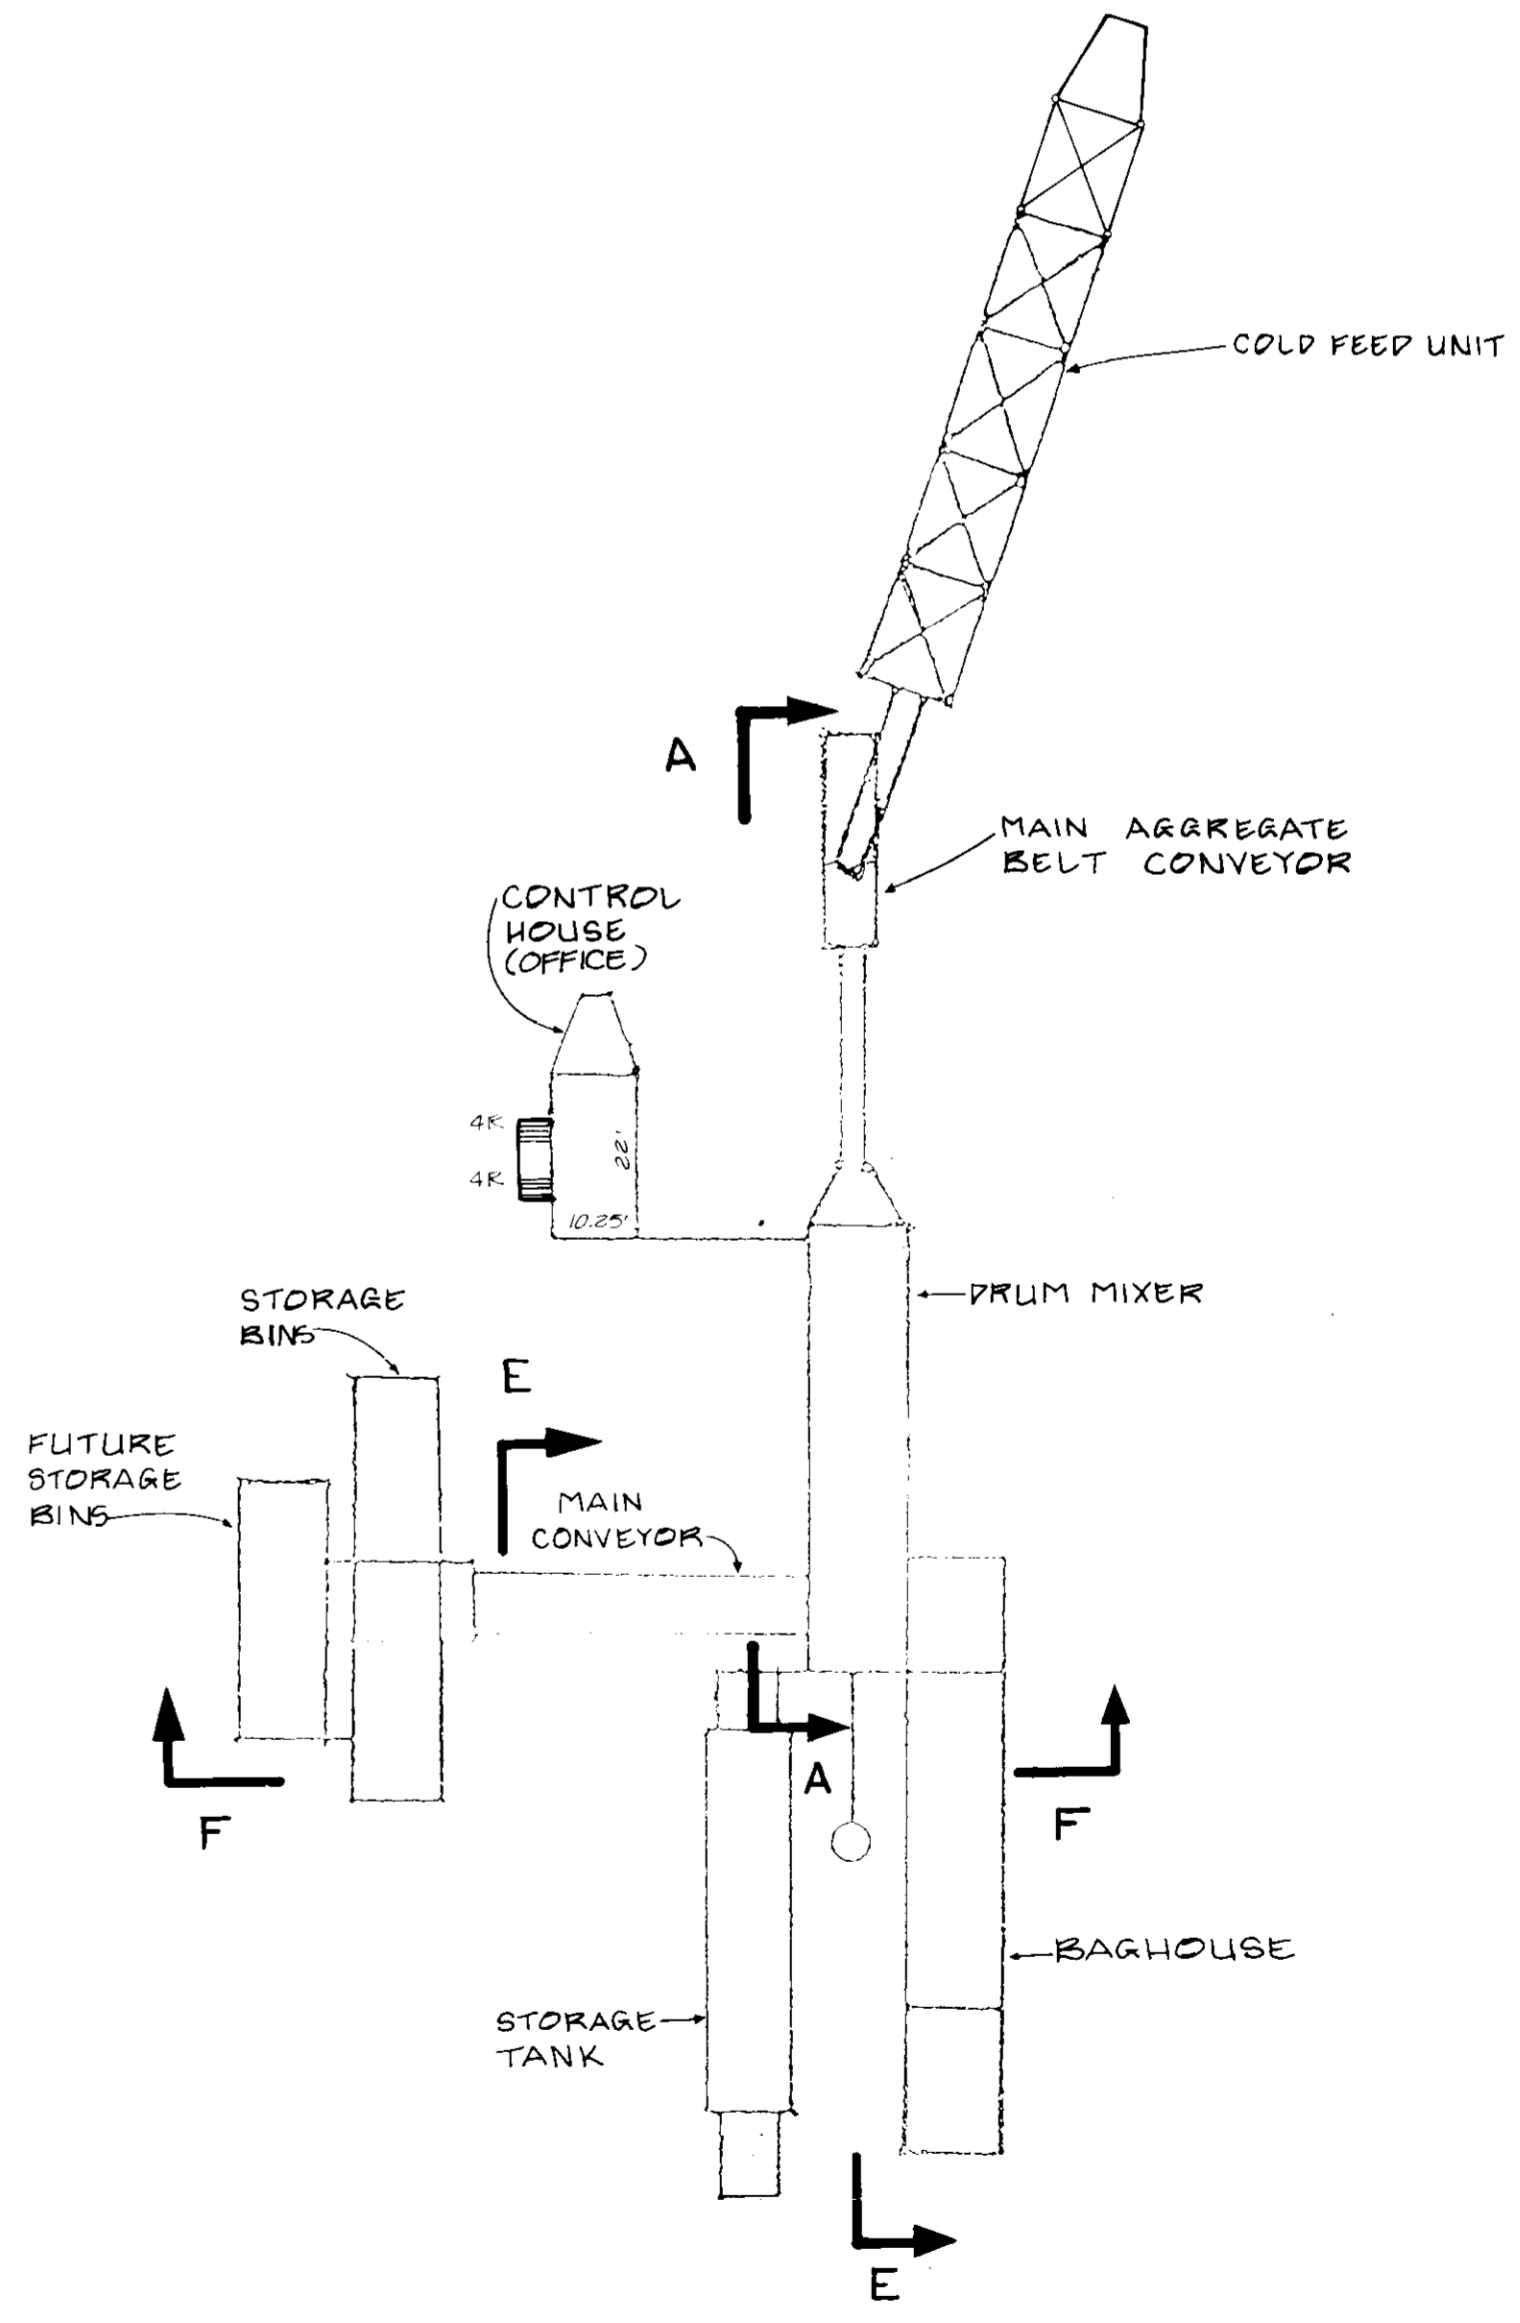 COLD FEED UNIT
A
MAIN AGGREGATE
BELT CONVEYOR
CONTROL
HOUSE
(OFFICE)
4R
4R
22'
10.25'
DRUM MIXER
STORAGE
BINS
E
FUTURE
STORAGE
BINS
MAIN
CONVEYOR
A
F
F
BAGHOUSE
STORAGE
TANK
E